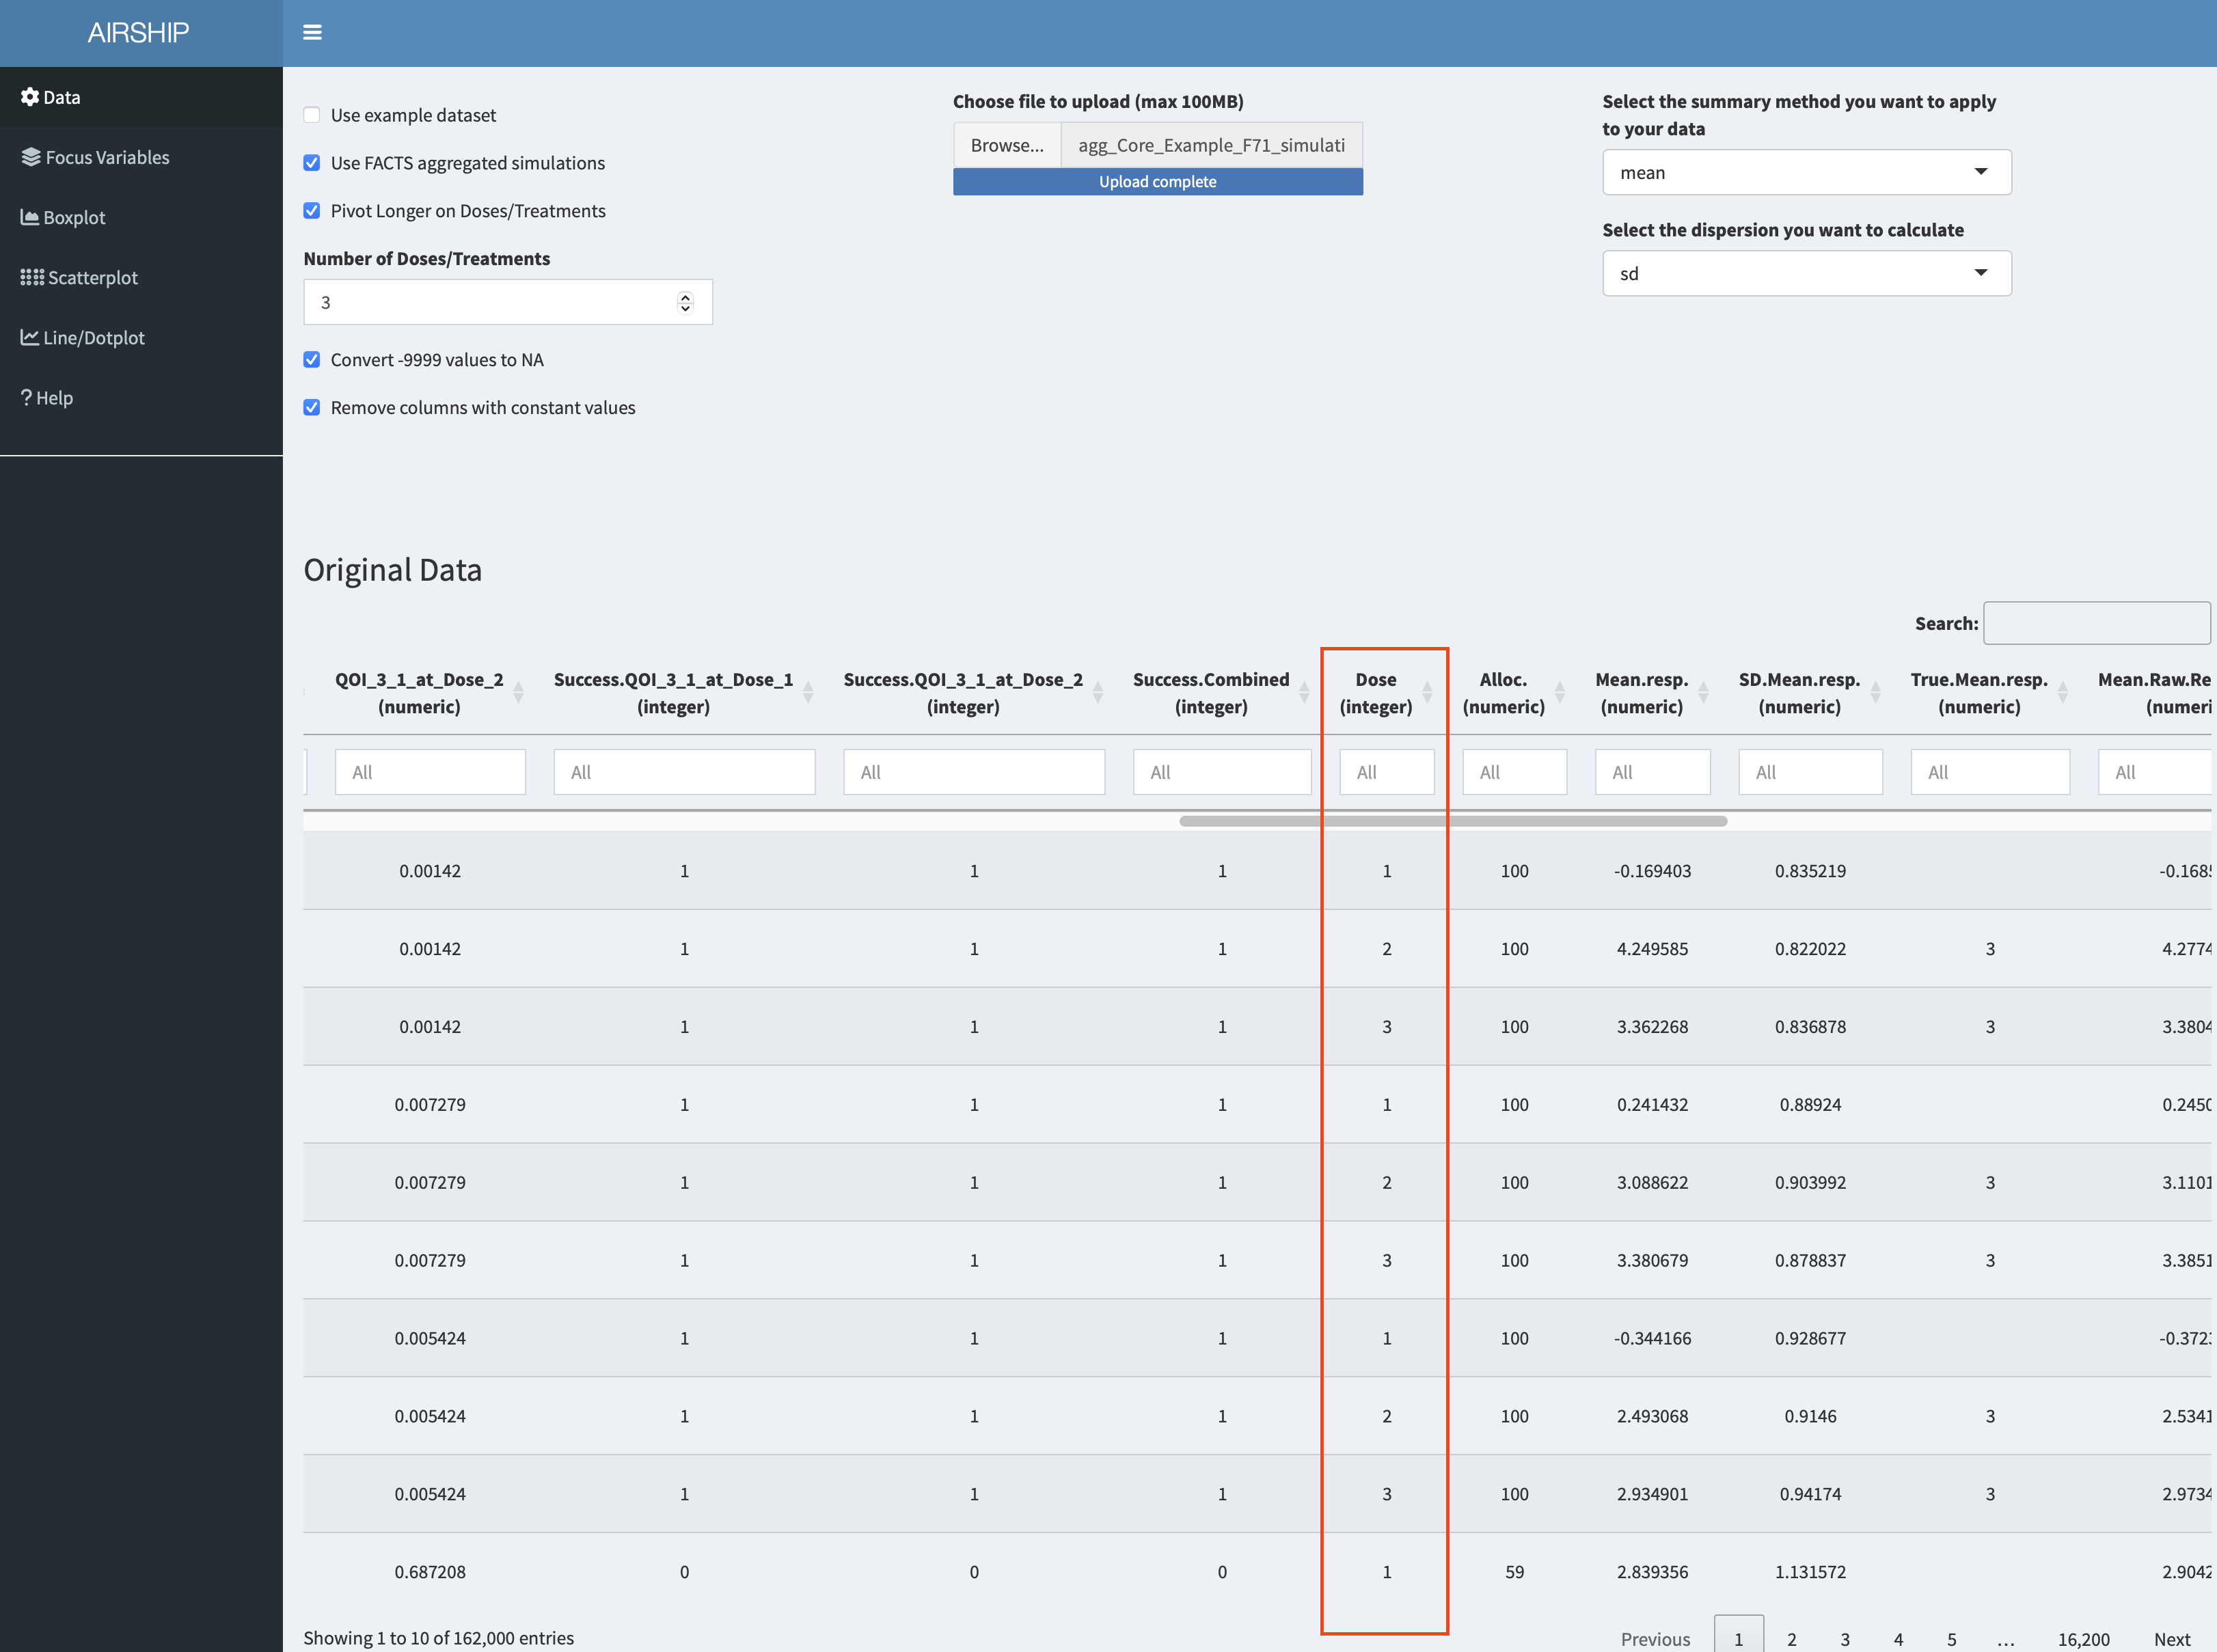 AIRSHIP
Data
Focus Variables
Boxplot
Scatterplot
Line/Dotplot
? Help
Use example dataset
Use FACTS aggregated simulations
Pivot Longer on Doses/Treatments
Number of Doses/Treatments
3
Convert -9999 values to NA
Remove columns with constant values
Choose file to upload (max 100MB)
Browse... agg_Core_Example_F71_simulati
Upload complete
Select the summary method you want to apply
to your data
mean
Select the dispersion you want to calculate
sd
Original Data
Search:
QOI_3_1_at_Dose_2 Success.QOI_3_1_at_Dose_1 Success.QOI_3_1_at_Dose_2 Success.Combined Dose Alloc. Mean.resp. SD.Mean.resp. True.Mean.resp. Mean.Raw.Re
(numeric) (integer) (integer) (integer) (integer) (numeric) (numeric) (numeric) (numeric) (numeri
All All All All All All All All All All
0.00142 1 1 1 1 100 -0.169403 0.835219 -0.168
0.00142 1 1 1 2 100 4.249585 0.822022 3 4.2774
0.00142 1 1 1 3 100 3.362268 0.836878 3 3.3804
0.007279 1 1 1 1 100 0.241432 0.88924 0.245
0.007279 1 1 1 2 100 3.088622 0.903992 3 3.1101
0.007279 1 1 1 3 100 3.380679 0.878837 3 3.3851
0.005424 1 1 1 1 100 -0.344166 0.928677 -0.372
0.005424 1 1 1 2 100 2.493068 0.9146 3 2.5341
0.005424 1 1 1 3 100 2.934901 0.94174 3 2.9734
0.687208 0 0 0 1 59 2.839356 1.131572 2.9042
Showing 1 to 10 of 162,000 entries
Previous 1 2 3 4 5 ... 16,200 Next